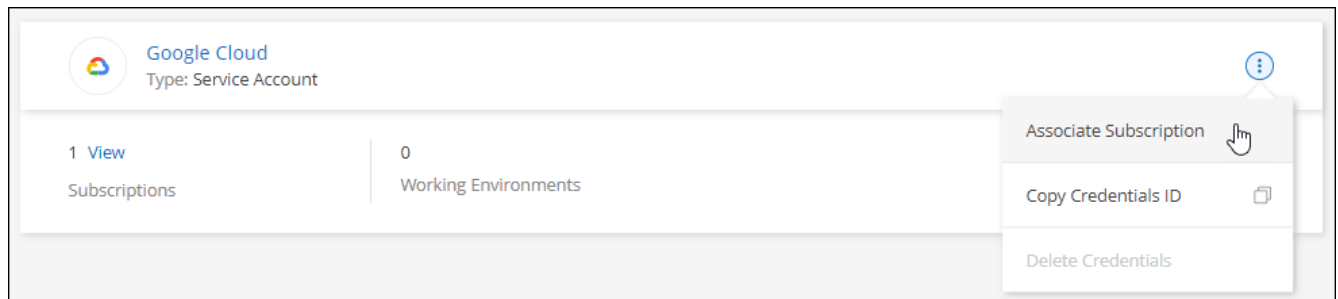 Google Cloud
Type: Service Account
Associate Subscription
1 View
0
Subscriptions
Working Environments
Copy Credentials ID
Delete Credentials